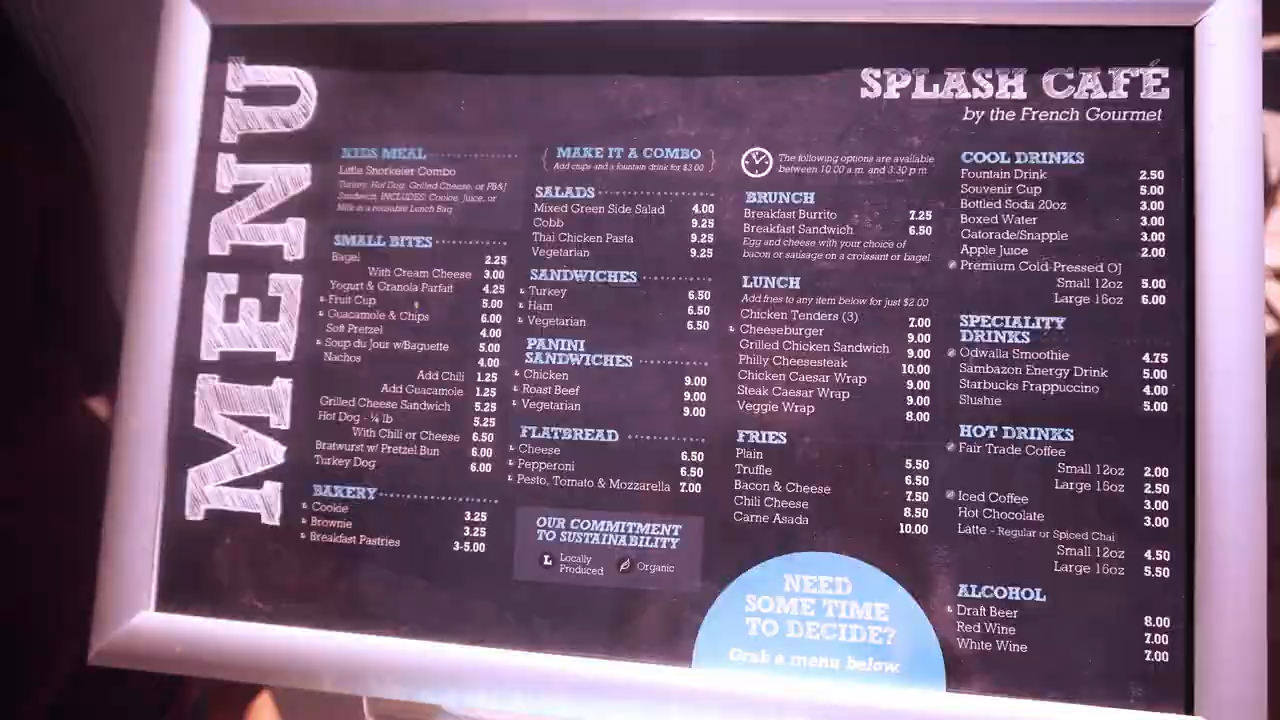 MENU
SPLASH CAFÉ
by the French Gourmet
KIDS MEAL
Little Snorkeler Combo
Turkey, Hot Dog, Grilled Cheese, or PB&J
Sandwich, INCLUDES: Cookie, Juice, or
Milk in a reusable Lunch Bag
SMALL BITES
Bagel 2.25
With Cream Cheese 3.00
Yogurt & Granola Parfait 4.25
L Fruit Cup 5.00
L Guacamole & Chips 6.00
Soft Pretzel 4.00
L Soup du Jour w/Baguette 5.00
Nachos 4.00
Add Chili 1.25
Add Guacamole 1.25
Grilled Cheese Sandwich 5.25
Hot Dog - ¼ lb 5.25
With Chili or Cheese 6.50
Bratwurst w/ Pretzel Bun 6.00
Turkey Dog 6.00
BAKERY
L Cookie 3.25
L Brownie 3.25
L Breakfast Pastries 3-5.00
MAKE IT A COMBO
Add chips and a fountain drink for $3.00
SALADS
Mixed Green Side Salad 4.00
Cobb 9.25
Thai Chicken Pasta 9.25
Vegetarian 9.25
SANDWICHES
L Turkey 6.50
L Ham 6.50
L Vegetarian 6.50
PANINI
SANDWICHES
L Chicken 9.00
L Roast Beef 9.00
L Vegetarian 9.00
FLATBREAD
L Cheese 6.50
L Pepperoni 6.50
L Pesto, Tomato & Mozzarella 7.00
OUR COMMITMENT
TO SUSTAINABILITY
L Locally
Produced
Organic
The following options are available
between 10:00 a.m. and 3:30 p.m.
BRUNCH
Breakfast Burrito 7.25
Breakfast Sandwich 6.50
Egg and cheese with your choice of
bacon or sausage on a croissant or bagel
LUNCH
Add fries to any item below for just $2.00
Chicken Tenders (3) 7.00
L Cheeseburger 9.00
Grilled Chicken Sandwich 9.00
Philly Cheesesteak 10.00
Chicken Caesar Wrap 9.00
Steak Caesar Wrap 9.00
Veggie Wrap 8.00
FRIES
Plain 5.50
Truffle 6.50
Bacon & Cheese 7.50
Chili Cheese 8.50
Carne Asada 10.00
NEED
SOME TIME
TO DECIDE?
Grab a menu below.
COOL DRINKS
Fountain Drink 2.50
Souvenir Cup 5.00
Bottled Soda 20oz 3.00
Boxed Water 3.00
Gatorade/Snapple 3.00
Apple Juice 2.00
Premium Cold-Pressed OJ
Small 12oz 5.00
Large 16oz 6.00
SPECIALITY
DRINKS
Odwalla Smoothie 4.75
Sambazon Energy Drink 5.00
Starbucks Frappuccino 4.00
Slushie 5.00
HOT DRINKS
Fair Trade Coffee
Small 12oz 2.00
Large 16oz 2.50
Iced Coffee 3.00
Hot Chocolate 3.00
Latte - Regular or Spiced Chai
Small 12oz 4.50
Large 16oz 5.50
ALCOHOL
L Draft Beer 8.00
Red Wine 7.00
White Wine 7.00